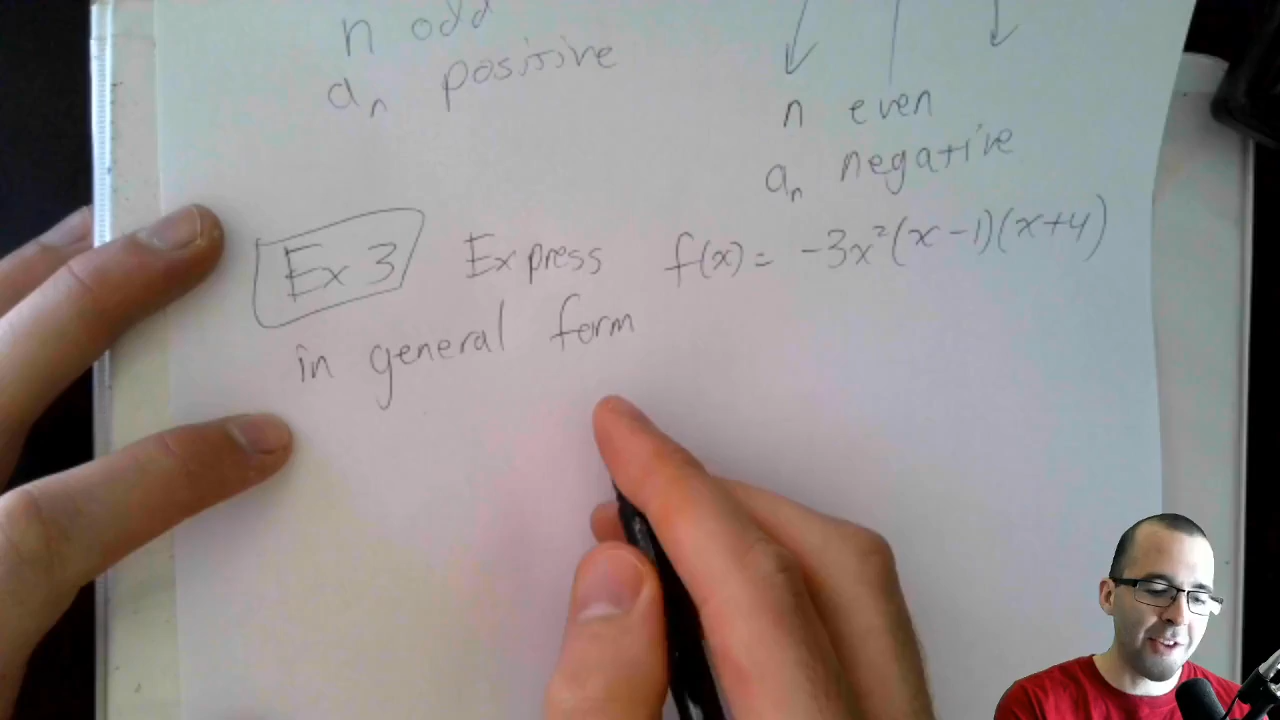 n odd
aₙ positive
n even
aₙ negative
Ex 3 Express f(x) = -3x²(x-1)(x+4)
in general form